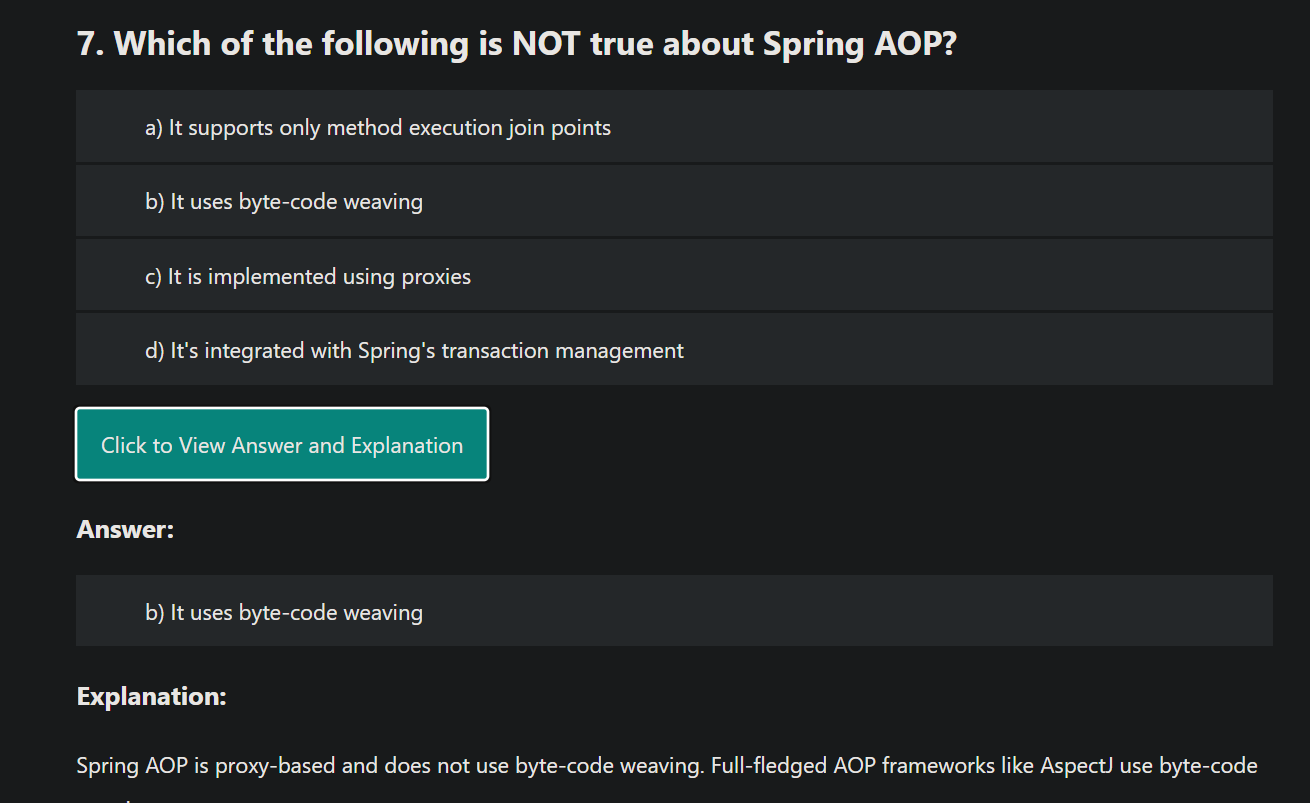 7. Which of the following is NOT true about Spring AOP?
a) It supports only method execution join points
b) It uses byte-code weaving
c) It is implemented using proxies
d) It's integrated with Spring's transaction management
Click to View Answer and Explanation
Answer:
b) It uses byte-code weaving
Explanation:
Spring AOP is proxy-based and does not use byte-code weaving. Full-fledged AOP frameworks like AspectJ use byte-code